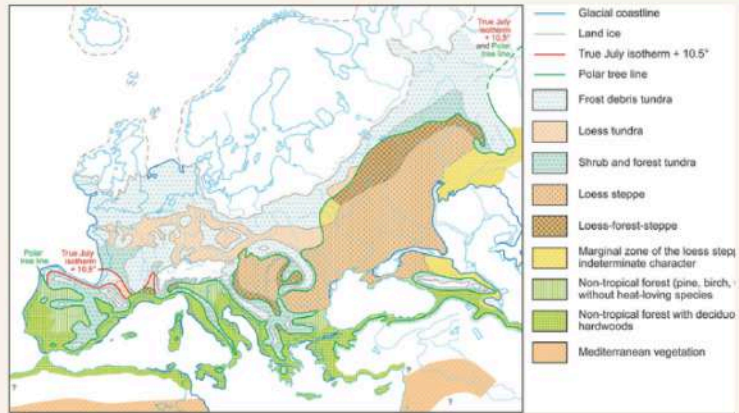 True July
isotherm
+ 10.5°
and Polar
tree line
Polar
tree
line
True July
isotherm
+ 10.5°
?
?
?
Glacial coastline
Land ice
True July isotherm + 10.5°
Polar tree line
Frost debris tundra
Loess tundra
Shrub and forest tundra
Loess steppe
Loess-forest-steppe
Marginal zone of the loess
indeterminate character
Non-tropical forest (pine, birch,
without heat-loving species
Non-tropical forest with
hardwoods
Mediterranean vegetation